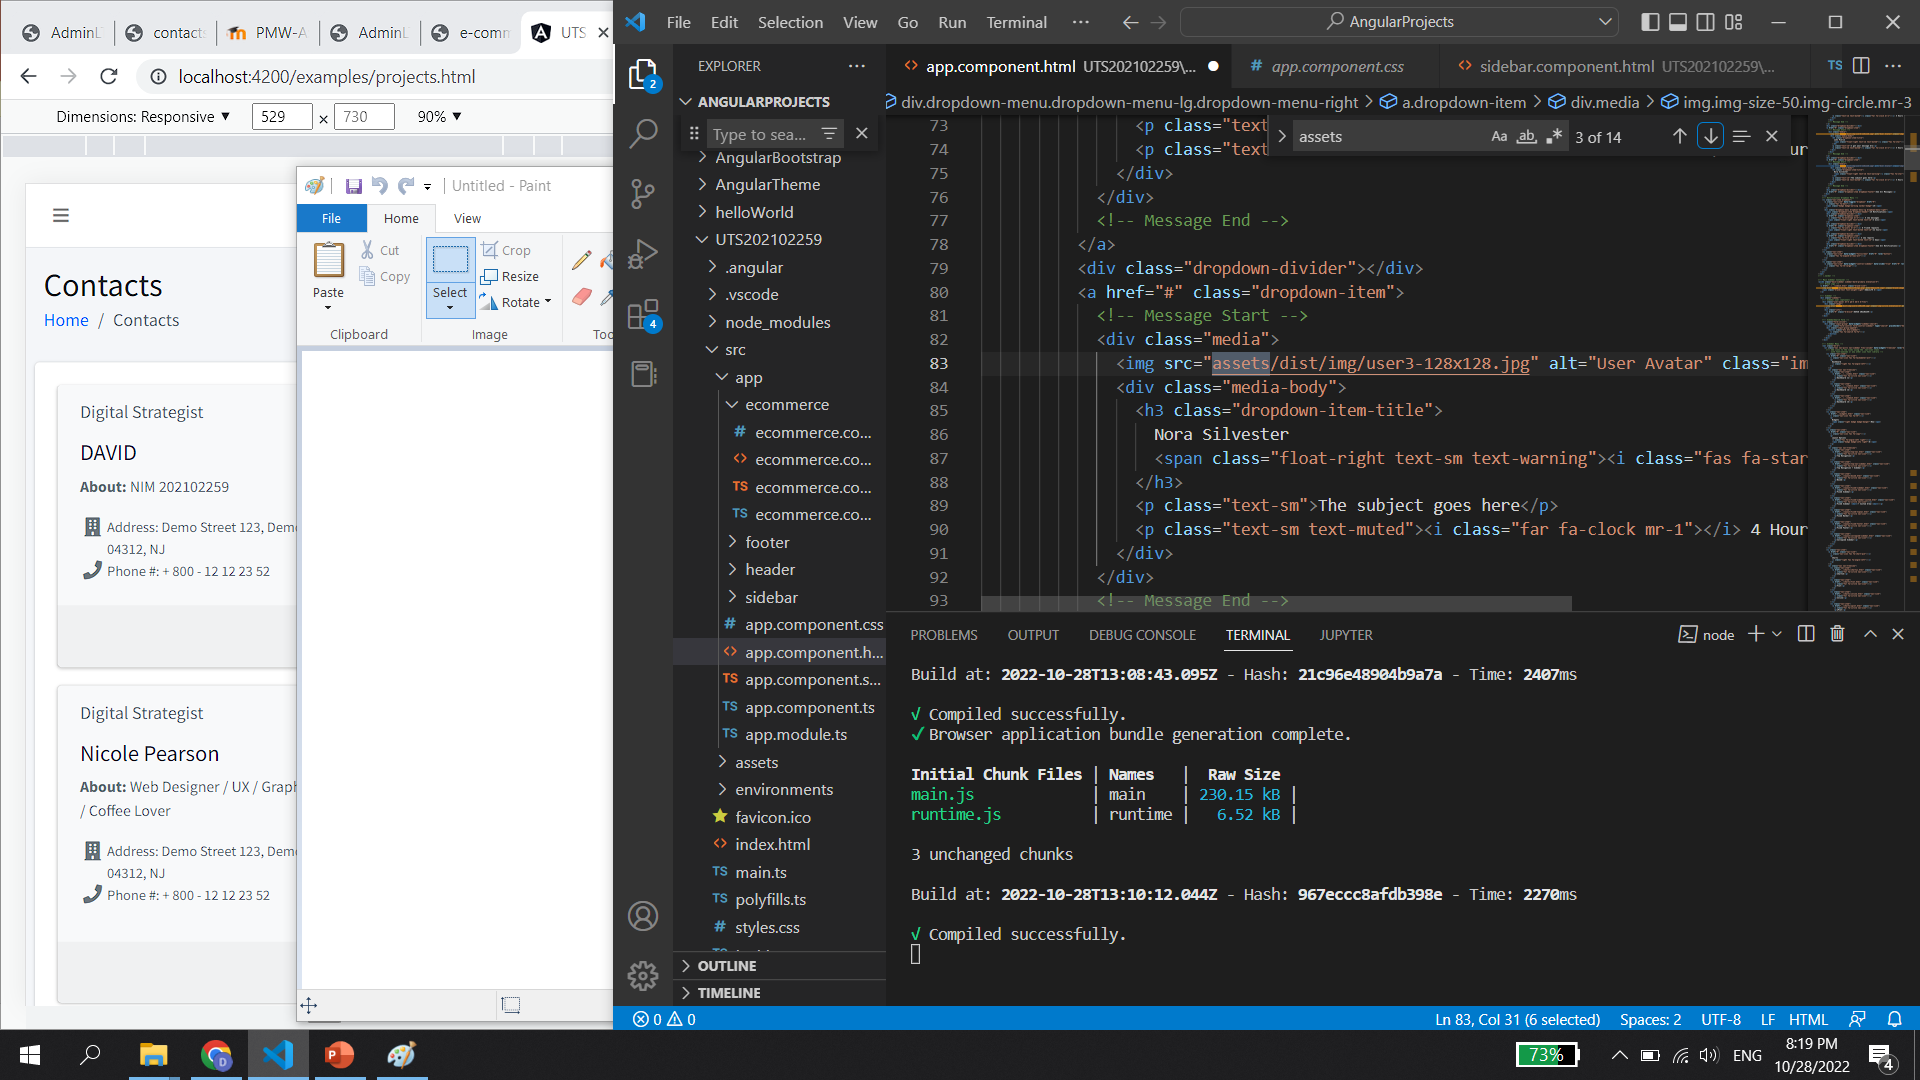 AdminL
contact
PMW-A
AdminL
e-comm
UTS
localhost:4200/examples/projects.html
Dimensions: Responsive ▼
529
×
730
90% ▼
Contacts
Home / Contacts
Digital Strategist
DAVID
About: NIM 202102259
Address: Demo Street 123, Demo
04312, NJ
Phone #: + 800 - 12 12 23 52
Digital Strategist
Nicole Pearson
About: Web Designer / UX / Graph
/ Coffee Lover
Address: Demo Street 123, Demo
04312, NJ
Phone #: + 800 - 12 12 23 52
Untitled - Paint
File
Home
View
Paste
Cut
Copy
Clipboard
Select
Crop
Resize
Rotate
Image
Too
File
Edit
Selection
View
Go
Run
Terminal
AngularProjects
EXPLORER
ANGULARPROJECTS
Type to sea...
AngularBootstrap
AngularTheme
helloWorld
UTS202102259
.angular
.vscode
node_modules
src
app
ecommerce
# ecommerce.co...
<> ecommerce.co...
TS ecommerce.co...
TS ecommerce.co...
footer
header
sidebar
# app.component.css
<> app.component.h...
TS app.component.s...
TS app.component.ts
TS app.module.ts
assets
environments
favicon.ico
<> index.html
TS main.ts
TS polyfills.ts
# styles.css
OUTLINE
TIMELINE
2
4
<> app.component.html UTS202102259\...
# app.component.css
<> sidebar.component.html UTS202102259\...
TS
div.dropdown-menu.dropdown-menu-lg.dropdown-menu-right > a.dropdown-item > div.media > img.img-size-50.img-circle.mr-3
assets
Aa
ab
3 of 14
73 <p class="text
74 <p class="text
75 </div>
76 </div>
77 <!-- Message End -->
78 </a>
79 <div class="dropdown-divider"></div>
80 <a href="#" class="dropdown-item">
81 <!-- Message Start -->
82 <div class="media">
83 <img src="assets/dist/img/user3-128x128.jpg" alt="User Avatar" class="im
84 <div class="media-body">
85 <h3 class="dropdown-item-title">
86 Nora Silvester
87 <span class="float-right text-sm text-warning"><i class="fas fa-star
88 </h3>
89 <p class="text-sm">The subject goes here</p>
90 <p class="text-sm text-muted"><i class="far fa-clock mr-1"></i> 4 Hour
91 </div>
92 </div>
93 <!-- Message End -->
PROBLEMS
OUTPUT
DEBUG CONSOLE
TERMINAL
JUPYTER
node
Build at: 2022-10-28T13:08:43.095Z - Hash: 21c96e48904b9a7a - Time: 2407ms
√ Compiled successfully.
✓ Browser application bundle generation complete.
Initial Chunk Files | Names | Raw Size
main.js | main | 230.15 kB |
runtime.js | runtime | 6.52 kB |
3 unchanged chunks
Build at: 2022-10-28T13:10:12.044Z - Hash: 967eccc8afdb398e - Time: 2270ms
√ Compiled successfully.
0
0
Ln 83, Col 31 (6 selected)
Spaces: 2
UTF-8
LF
HTML
73%
ENG
8:19 PM
10/28/2022
4